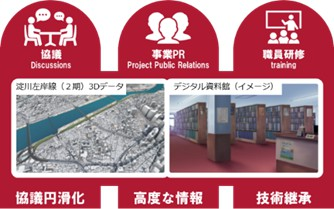 協議
Discussions
事業PR
Project Public Relations
職員研修
training
淀川左岸線（２期）3Dデータ
デジタル資料館（イメージ）
協議円滑化
高度な情報
技術継承